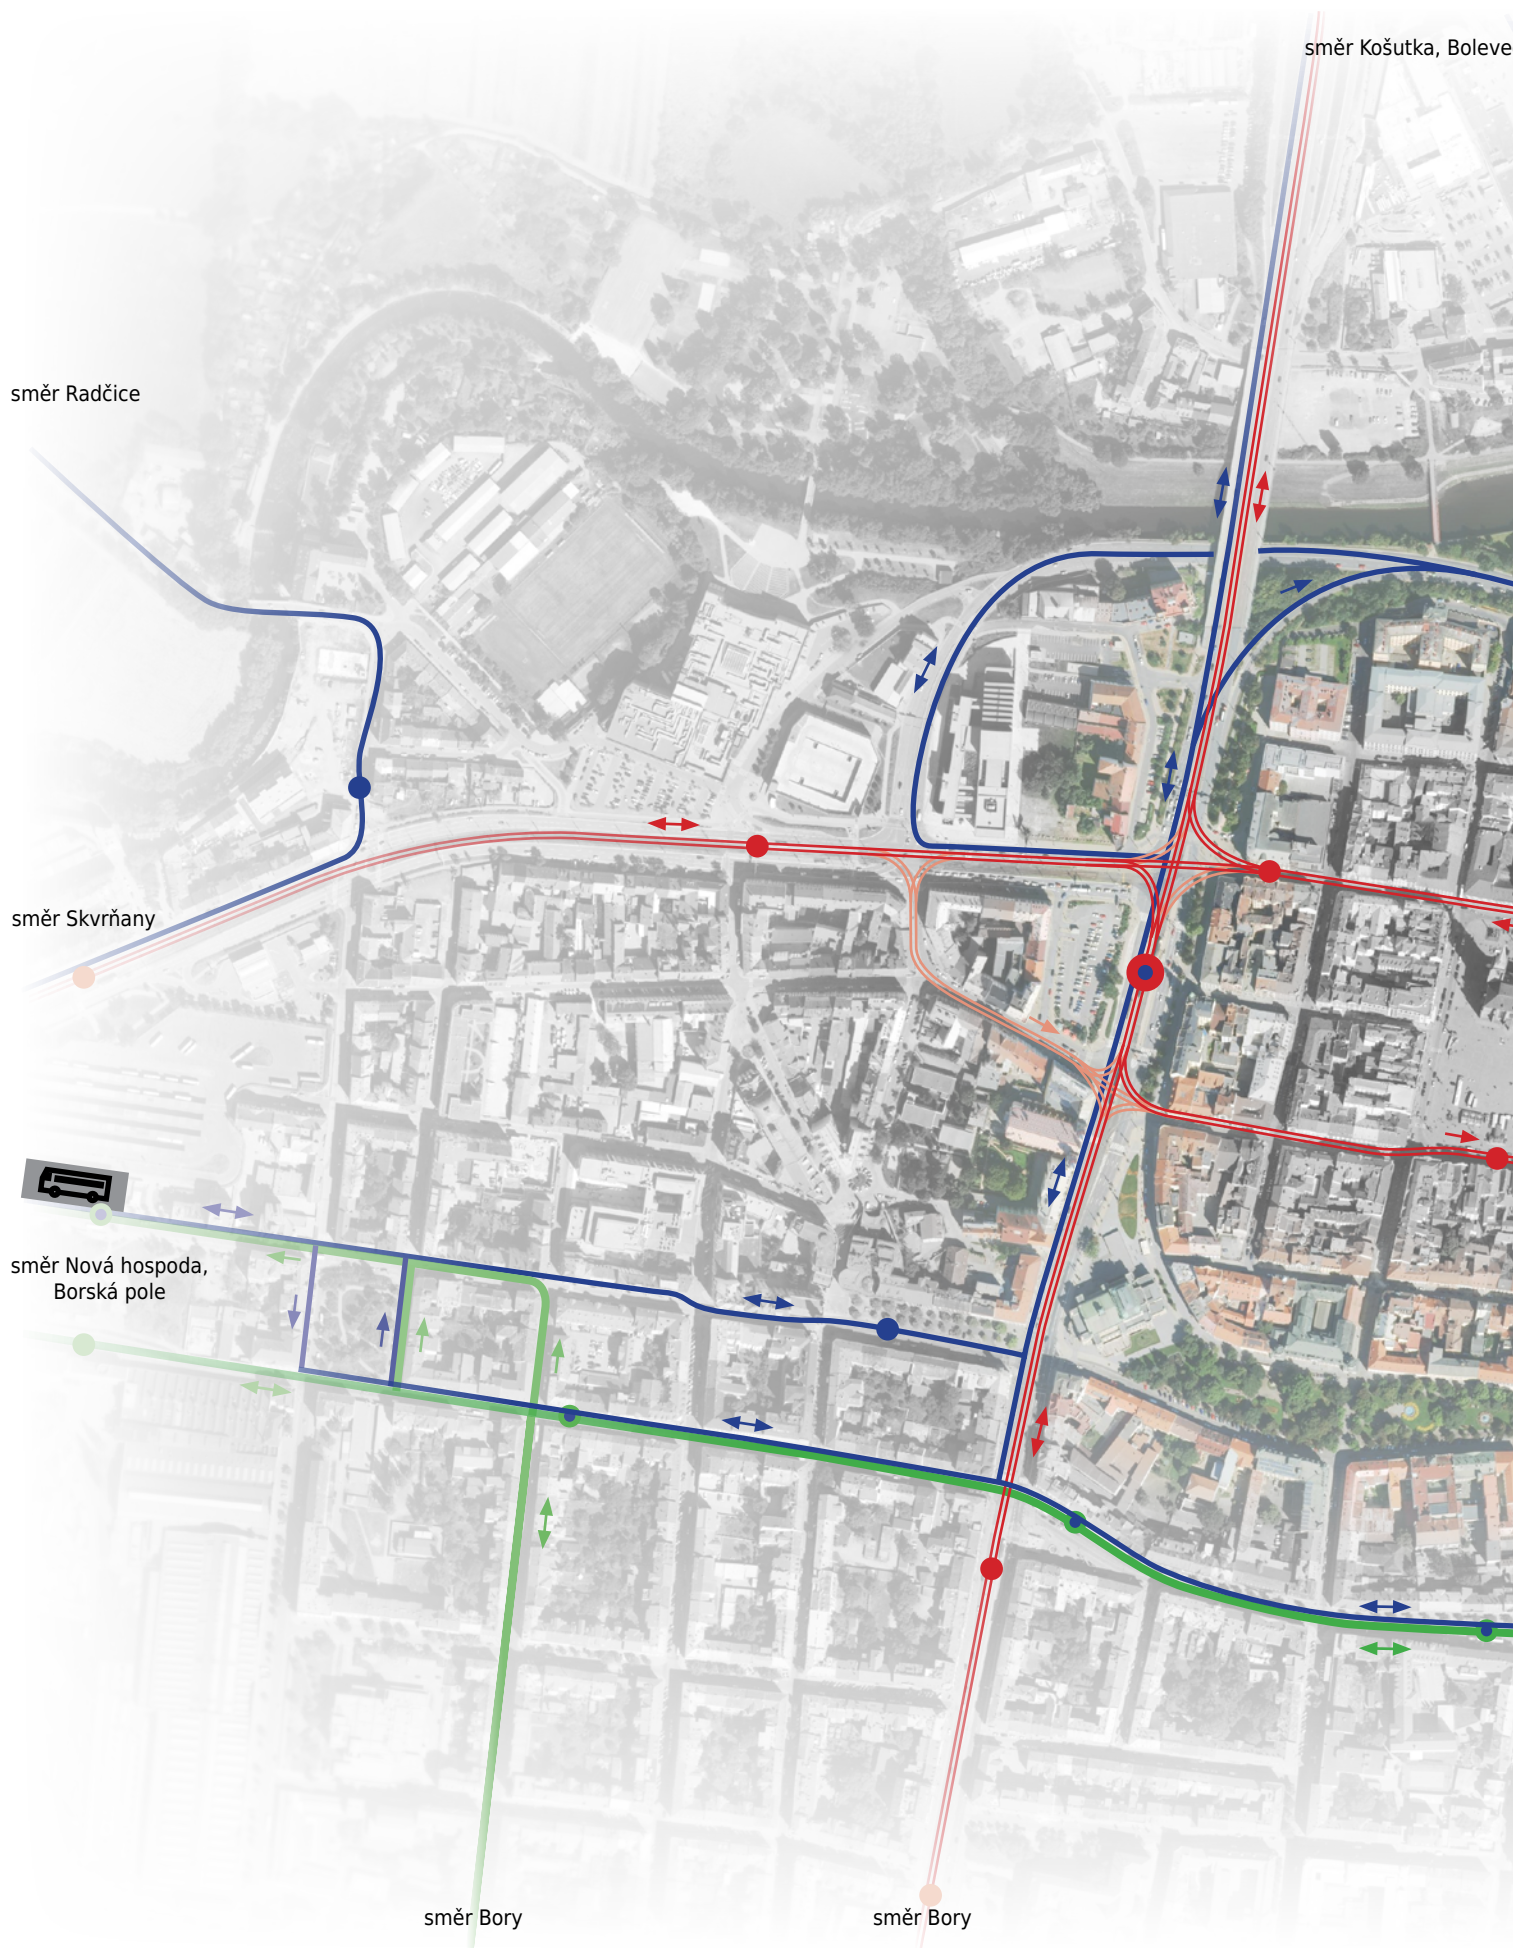 směr Košutka, Boleve
směr Radčice
směr Skvrňany
směr Nová hospoda,
Borská pole
směr Bory
směr Bory